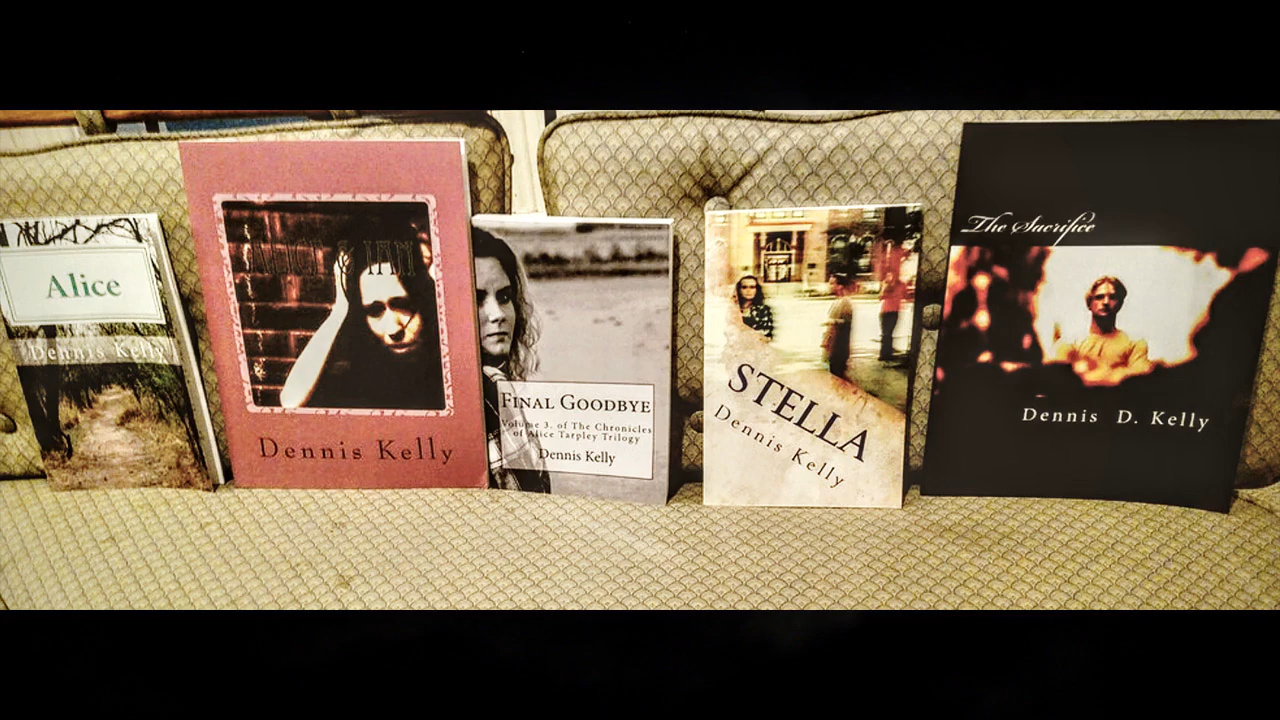 Alice
Dennis Kelly
Dennis Kelly
FINAL GOODBYE
Volume 3. of The Chronicles
of Alice Tarpley Trilogy
Dennis Kelly
STELLA
Dennis Kelly
The Sacrifice
Dennis D. Kelly